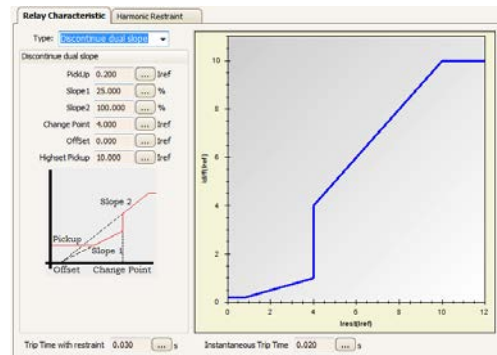 Relay Characteristic
Harmonic Restraint
Type: Discontinue dual slope
Discontinue dual slope
PickUp 0.200 ... Iref
Slope1 25.000 ... %
Slope2 100.000 ... %
Change Point 4.000 ... Iref
OffSet 0.000 ... Iref
Highset Pickup 10.000 ... Iref
Slope 2
Pickup
Slope 1
Offset Change Point
Idiff(Iref)
10
8
6
4
2
0
0 2 4 6 8 10 12
Irest(Iref)
Trip Time with restraint 0.030 ... s
Instantaneous Trip Time 0.020 ... s